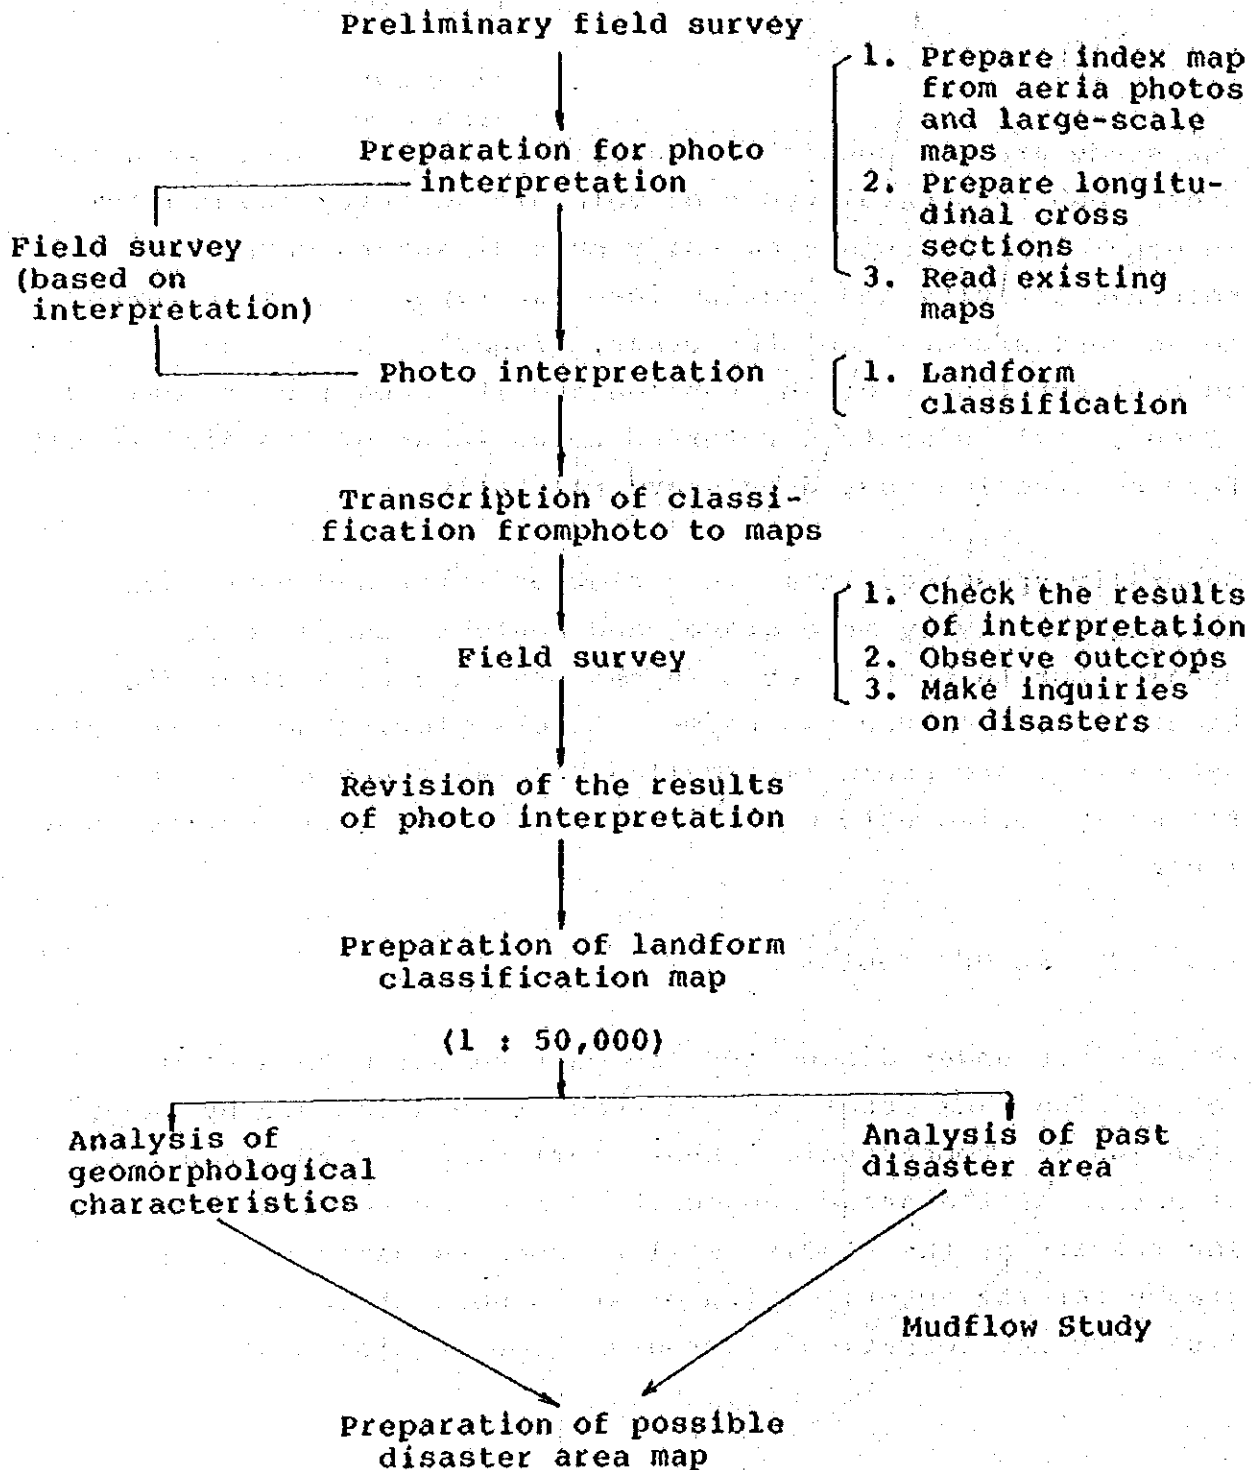 Preliminary field survey
1. Prepare index map
from aeria photos
and large-scale
maps
2. Prepare longitu-
dinal cross
sections
3. Read existing
maps
Preparation for photo
interpretation
Field survey
(based on
interpretation)
Photo interpretation
1. Landform
classification
Transcription of classi-
fication fromphoto to maps
Field survey
1. Check the results
of interpretation
2. Observe outcrops
3. Make inquiries
on disasters
Revision of the results
of photo interpretation
Preparation of landform
classification map
(1 : 50,000)
Analysis of
geomorphological
characteristics
Analysis of past
disaster area
Mudflow Study
Preparation of possible
disaster area map